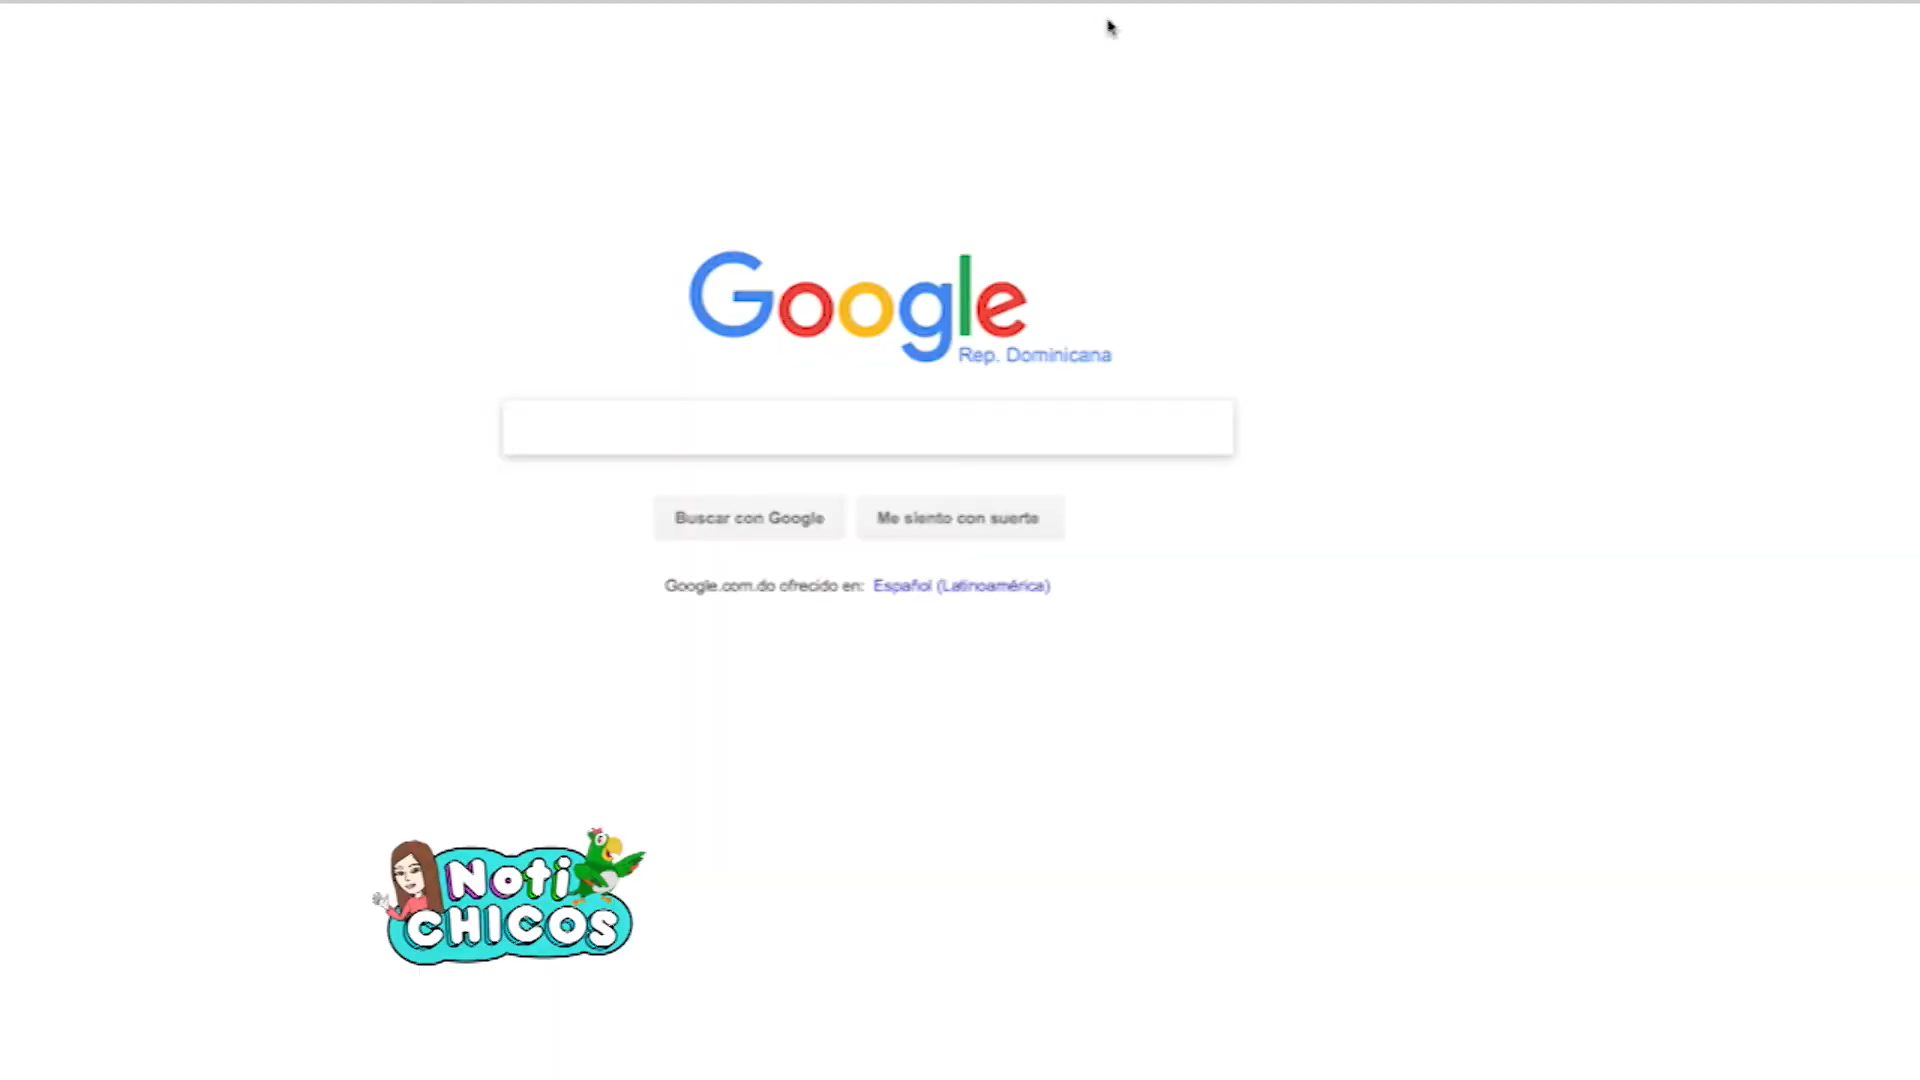 Google
Rep. Dominicana
Buscar con Google
Me siento con suerte
Google.com.do ofrecido en: Español (Latinoamérica)
Noti
CHICOS